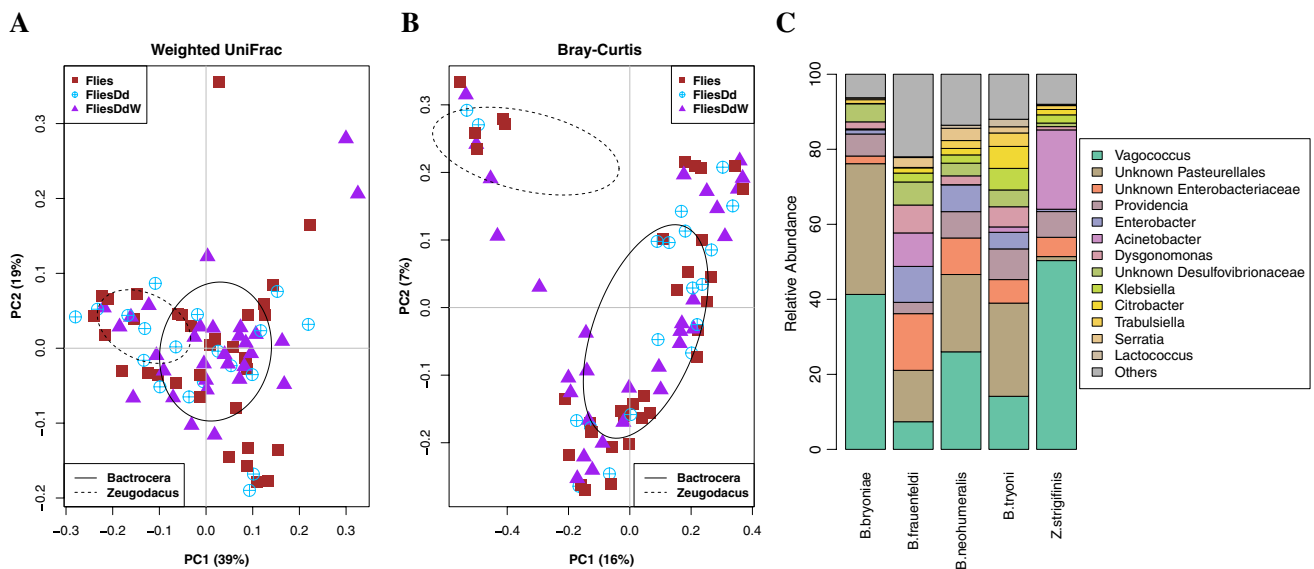 A
Weighted UniFrac
Flies
FliesDd
FliesDdW
PC2 (19%)
0.3
0.2
0.1
0.0
−0.1
−0.2
Bactrocera
Zeugodacus
−0.3 −0.2 −0.1 0.0 0.1 0.2 0.3
PC1 (39%)
B
Bray-Curtis
Flies
FliesDd
FliesDdW
PC2 (7%)
0.3
0.2
0.1
0.0
−0.1
−0.2
Bactrocera
Zeugodacus
−0.4 −0.2 0.0 0.2 0.4
PC1 (16%)
C
Relative Abundance
100
80
60
40
20
0
B.bryoniae
B.frauenfeldi
B.neohumeralis
B.tryoni
Z.strigifinis
Vagococcus
Unknown Pasteurellales
Unknown Enterobacteriaceae
Providencia
Enterobacter
Acinetobacter
Dysgonomonas
Unknown Desulfovibrionaceae
Klebsiella
Citrobacter
Trabulsiella
Serratia
Lactococcus
Others